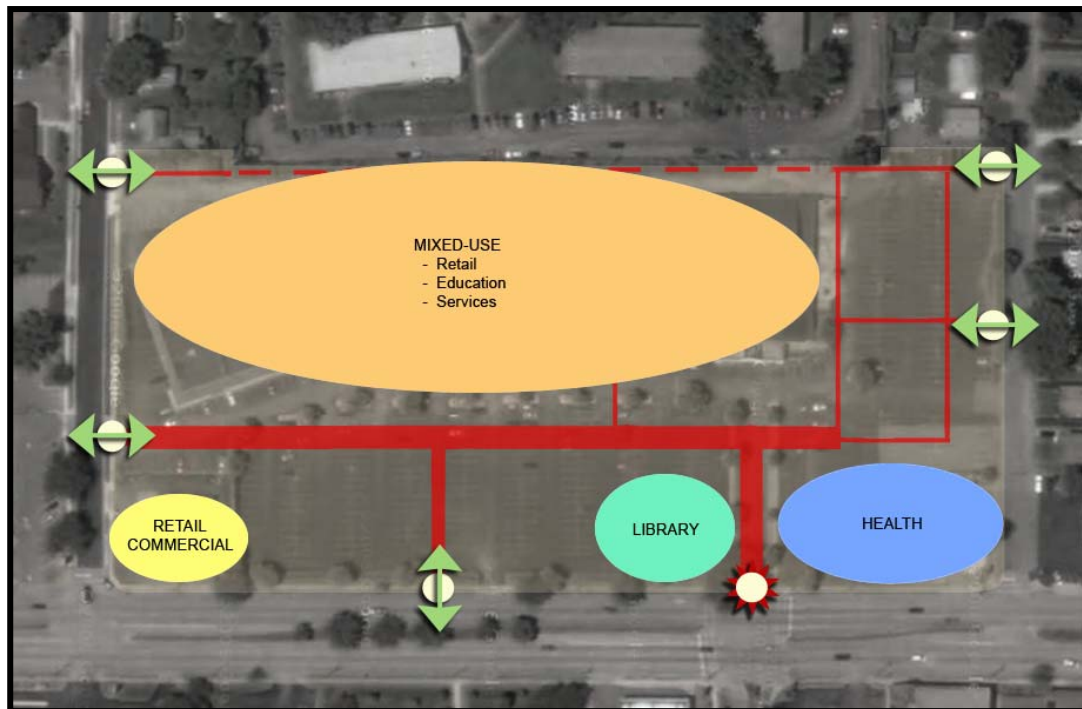 MIXED-USE
- Retail
- Education
- Services
RETAIL
COMMERCIAL
LIBRARY
HEALTH